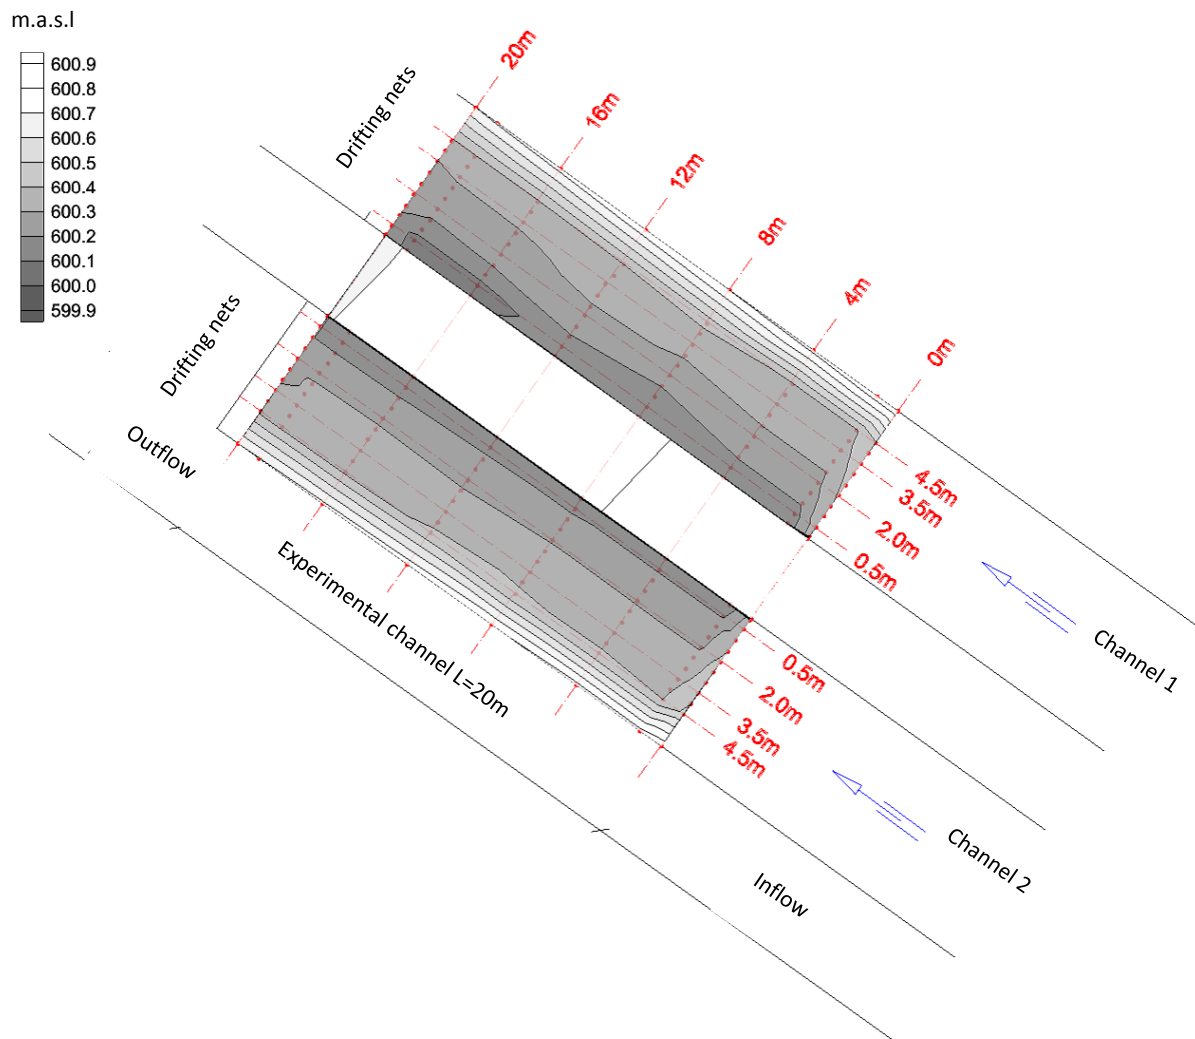 m.a.s.l
600.9
600.8
600.7
600.6
600.5
600.4
600.3
600.2
600.1
600.0
599.9
Drifting nets
20m
16m
12m
8m
4m
0m
4.5m
3.5m
2.0m
0.5m
Channel 1
Drifting nets
Outflow
Experimental channel L=20m
0.5m
2.0m
3.5m
4.5m
Channel 2
Inflow